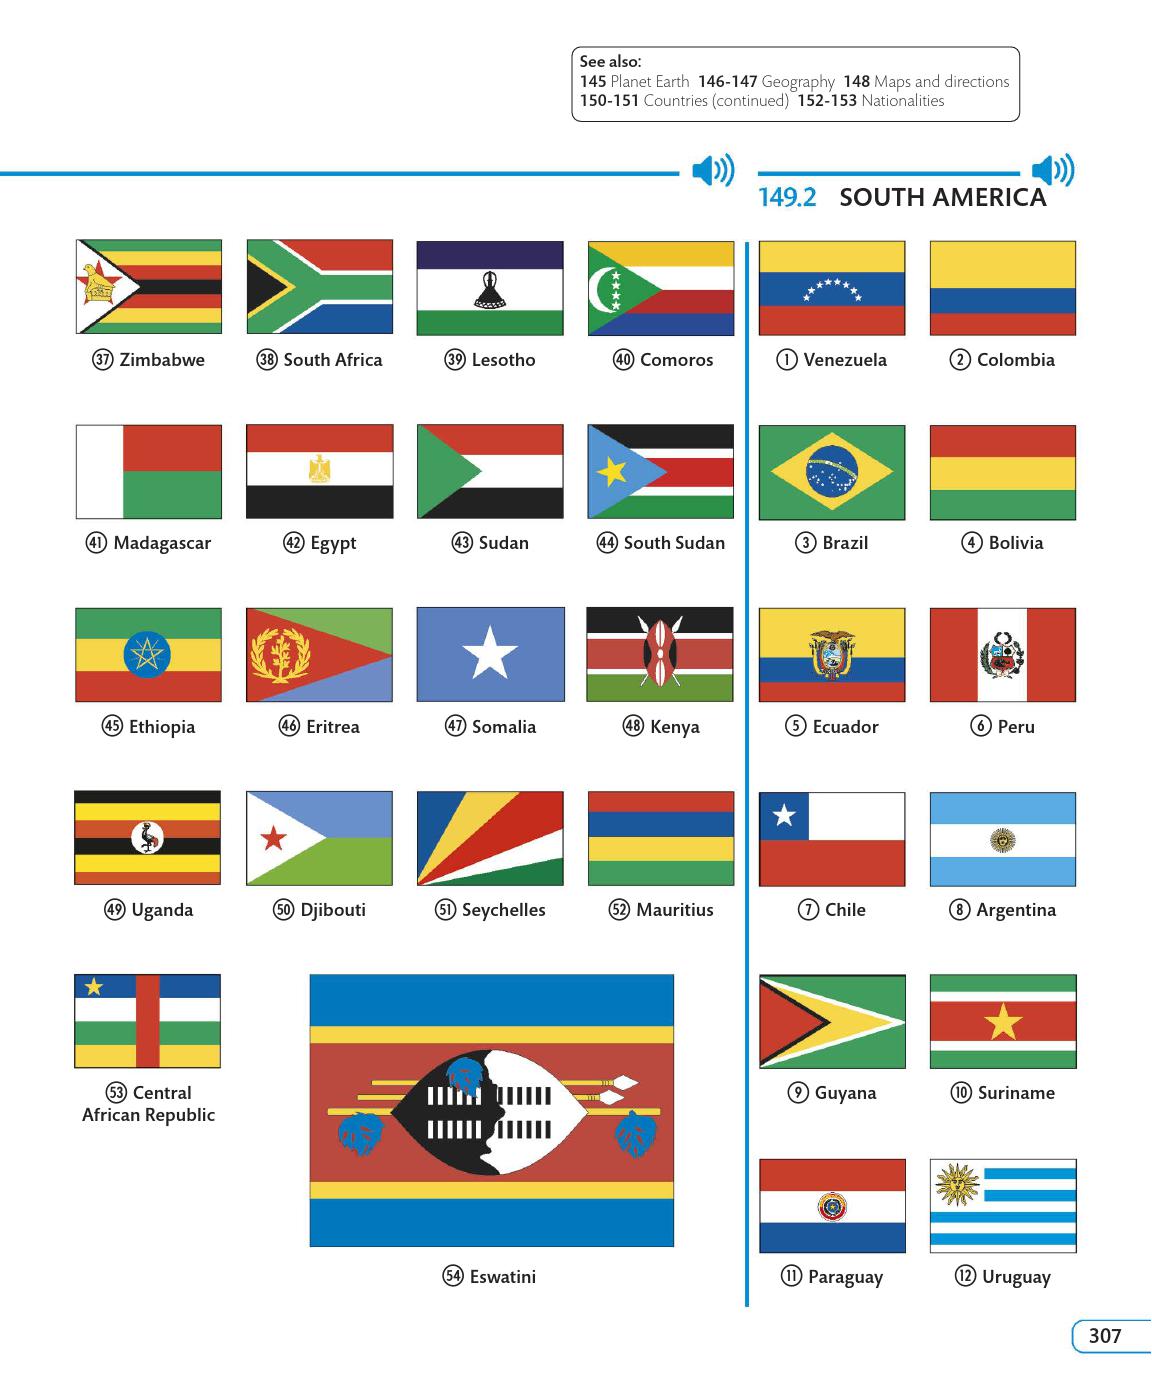 See also:
145 Planet Earth 146-147 Geography 148 Maps and directions
150-151 Countries (continued) 152-153 Nationalities
149.2 SOUTH AMERICA
37 Zimbabwe
38 South Africa
39 Lesotho
40 Comoros
41 Madagascar
42 Egypt
43 Sudan
44 South Sudan
45 Ethiopia
46 Eritrea
47 Somalia
48 Kenya
49 Uganda
50 Djibouti
51 Seychelles
52 Mauritius
53 Central
African Republic
54 Eswatini
1 Venezuela
2 Colombia
3 Brazil
4 Bolivia
5 Ecuador
6 Peru
7 Chile
8 Argentina
9 Guyana
10 Suriname
11 Paraguay
12 Uruguay
307